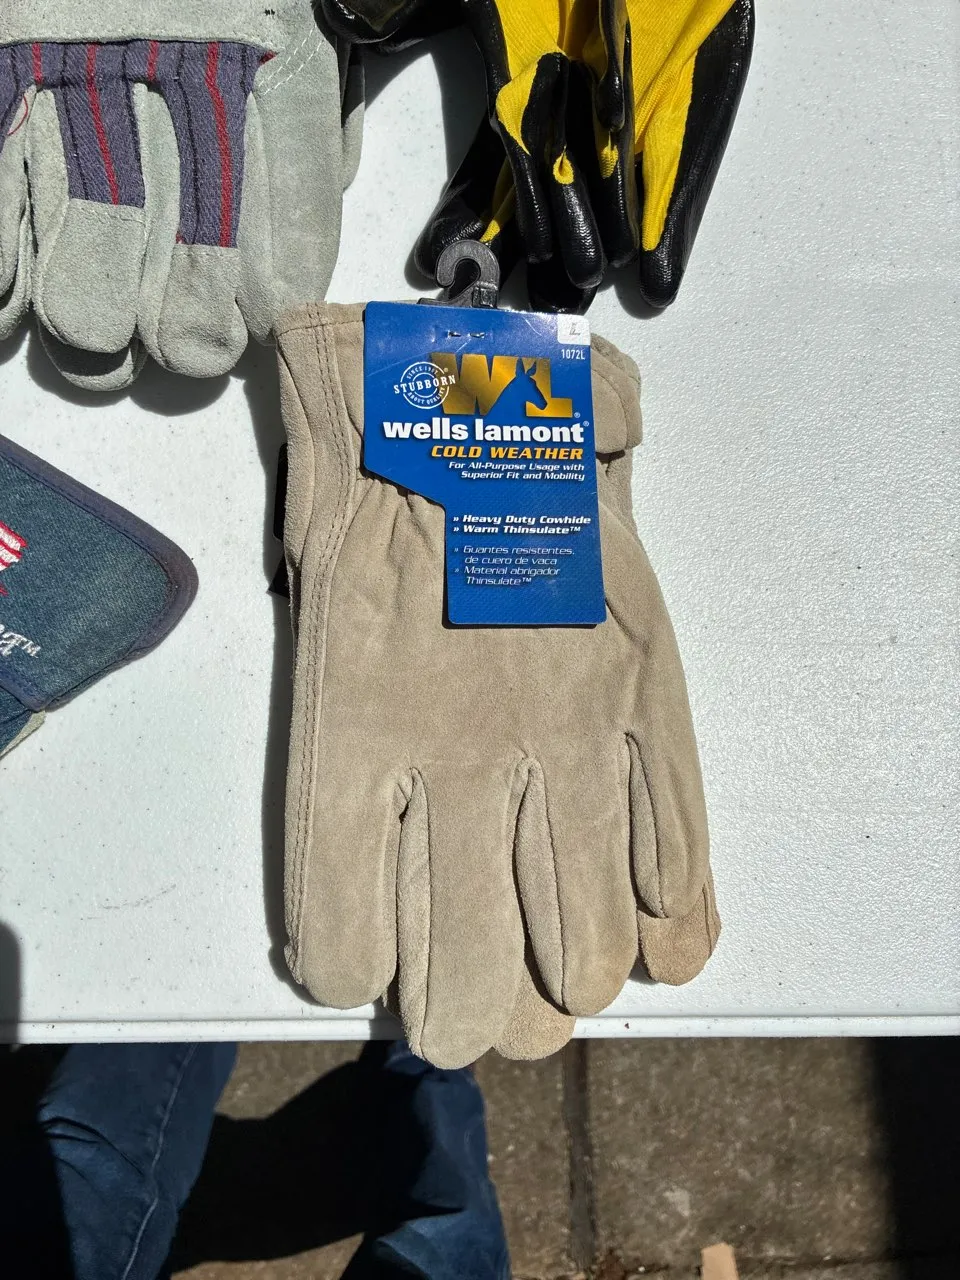 L
1072L
SINCE 1907
STUBBORN
ABOUT QUALITY
WL
wells lamont®
COLD WEATHER
For All-Purpose Usage with
Superior Fit and Mobility
» Heavy Duty Cowhide
» Warm Thinsulate™
» Guantes resistentes,
de cuero de vaca
» Material abrigador
Thinsulate™